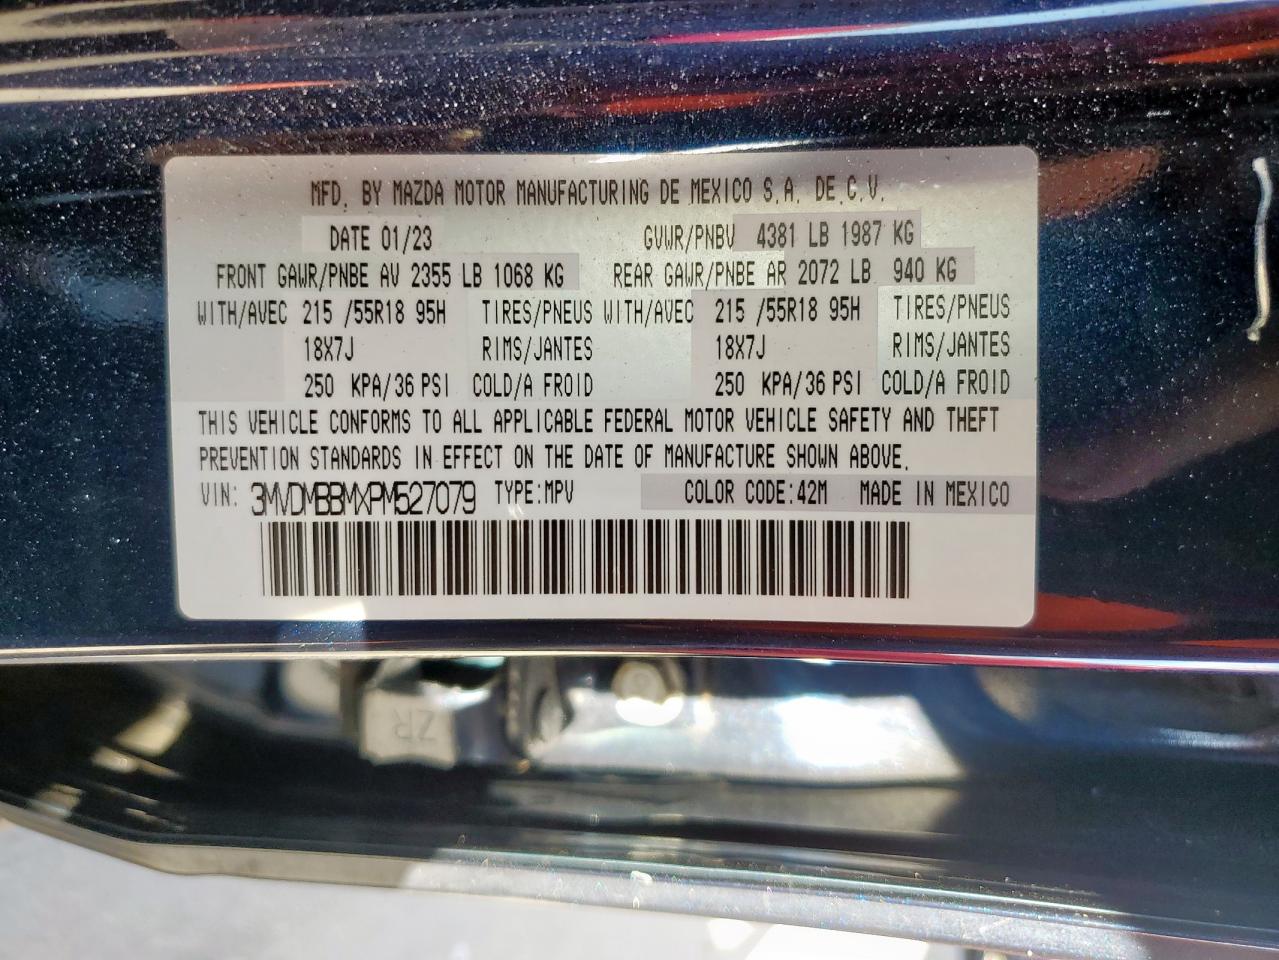 MFD. BY MAZDA MOTOR MANUFACTURING DE MEXICO S.A. DE C.V.
DATE 01/23 GVWR/PNBV 4381 LB 1987 KG
FRONT GAWR/PNBE AV 2355 LB 1068 KG REAR GAWR/PNBE AR 2072 LB 940 KG
WITH/AVEC 215 /55R18 95H TIRES/PNEUS WITH/AVEC 215 /55R18 95H TIRES/PNEUS
18X7J RIMS/JANTES 18X7J RIMS/JANTES
250 KPA/36 PSI COLD/A FROID 250 KPA/36 PSI COLD/A FROID
THIS VEHICLE CONFORMS TO ALL APPLICABLE FEDERAL MOTOR VEHICLE SAFETY AND THEFT
PREVENTION STANDARDS IN EFFECT ON THE DATE OF MANUFACTURE SHOWN ABOVE.
VIN: 3MVDMBBMXPM527079 TYPE:MPV COLOR CODE:42M MADE IN MEXICO
ZR